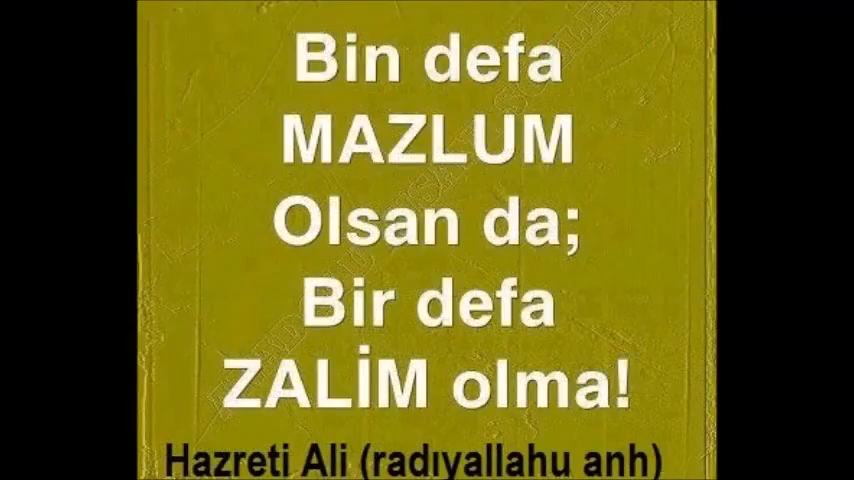 Bin defa
MAZLUM
Olsan da;
Bir defa
ZALİM olma!
Hazreti Ali (radıyallahu anh)